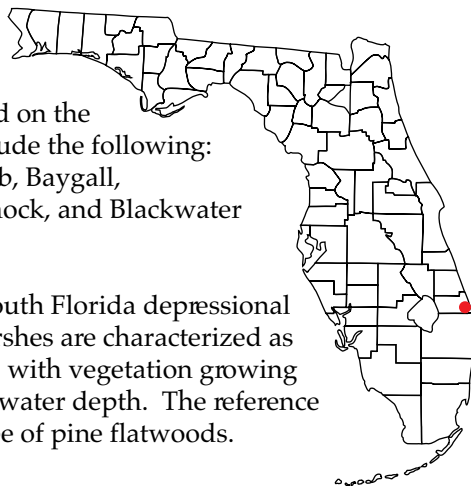 d on the
ude the following:
b, Baygall,
ock, and Blackwater
outh Florida depressional
rshes are characterized as
with vegetation growing
water depth. The reference
e of pine flatwoods.